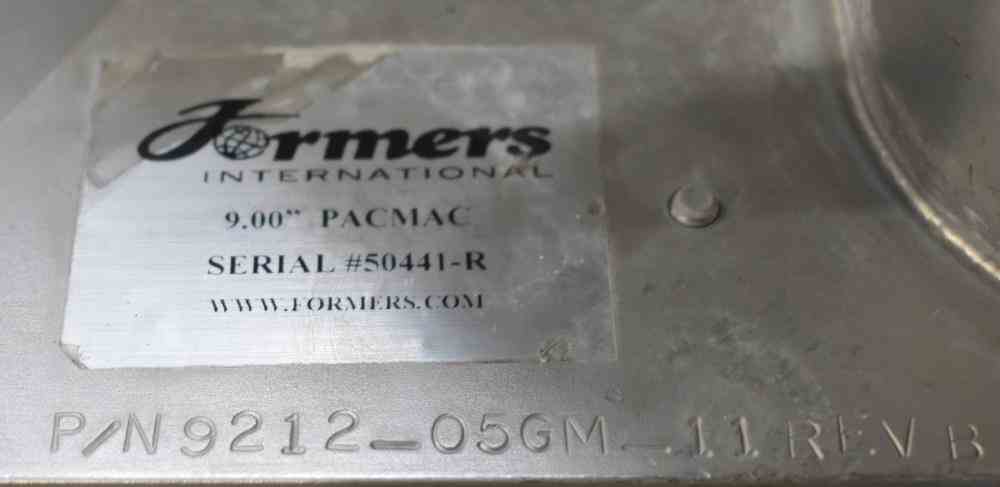 Formers
INTERNATIONAL
9.00" PACMAC
SERIAL #50441-R
WWW.FORMERS.COM
P/N 9212-05GM-11 REV B